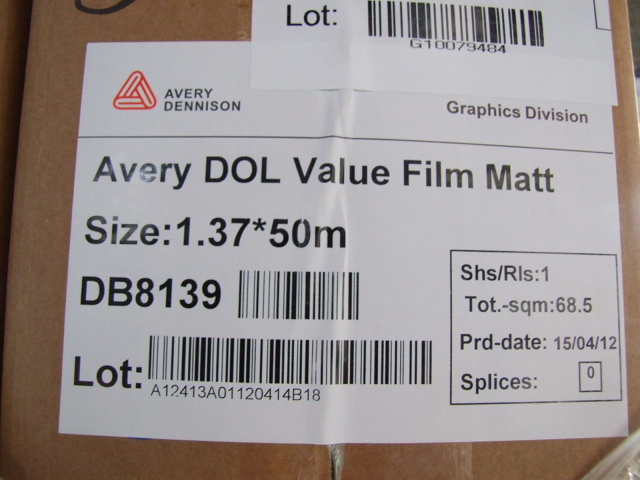 Lot:
G10079484
AVERY
DENNISON
Graphics Division
Avery DOL Value Film Matt
Size:1.37*50m
DB8139
Lot:
A12413A01120414B18
Shs/Rls:1
Tot.-sqm:68.5
Prd-date: 15/04/12
Splices: 0